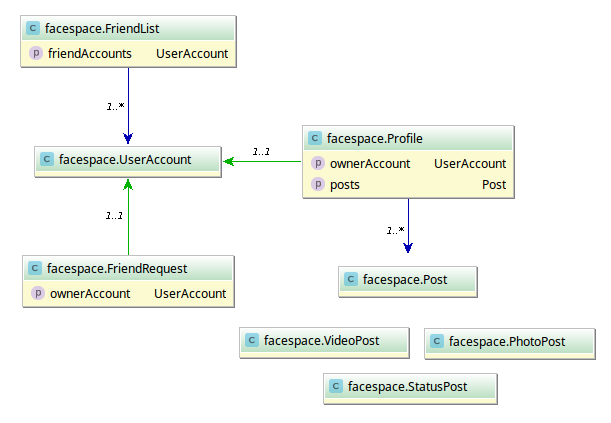 C facespace.FriendList
p friendAccounts UserAccount
1..*
C facespace.UserAccount
1..1
C facespace.Profile
p ownerAccount UserAccount
p posts Post
1..1
1..*
C facespace.FriendRequest
p ownerAccount UserAccount
C facespace.Post
C facespace.VideoPost
C facespace.PhotoPost
C facespace.StatusPost